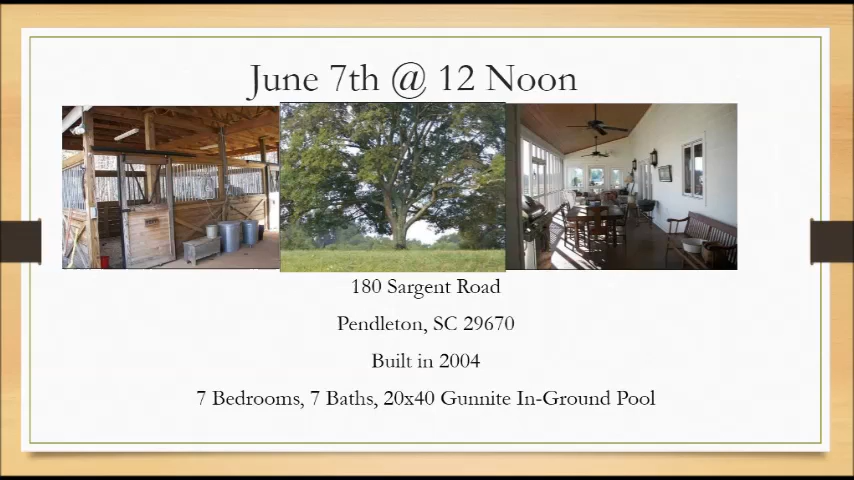 June 7th @ 12 Noon
180 Sargent Road
Pendleton, SC 29670
Built in 2004
7 Bedrooms, 7 Baths, 20x40 Gunnite In-Ground Pool